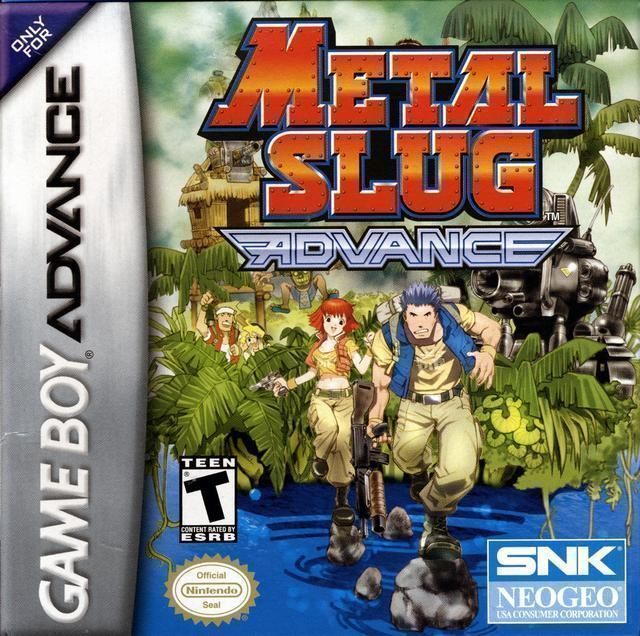 ONLY
FOR
GAME BOY ADVANCE
®
METAL
SLUG
TM
ADVANCE
TEEN
T
®
CONTENT RATED BY
ESRB
Official
Nintendo
Seal
SNK®
NEOGEO®
USA CONSUMER CORPORATION